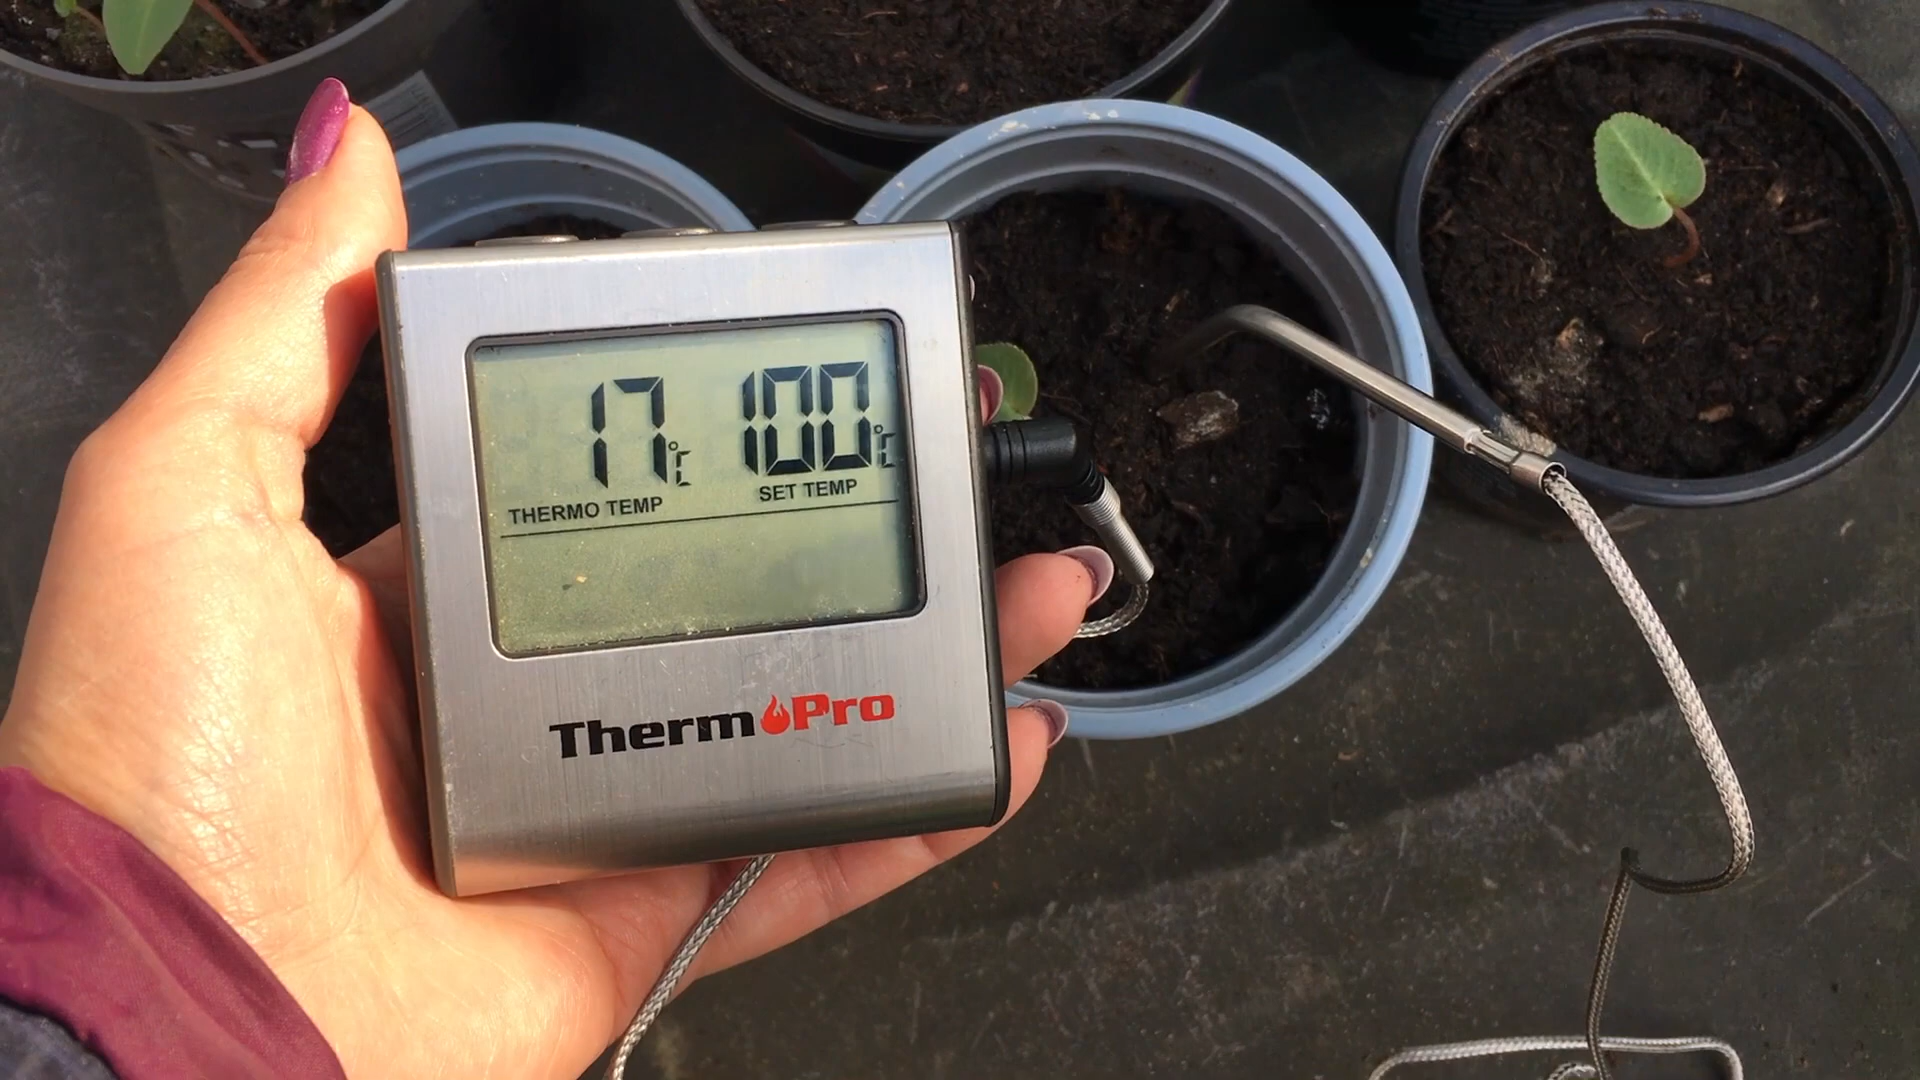 17°C 100°C
THERMO TEMP SET TEMP
ThermoPro